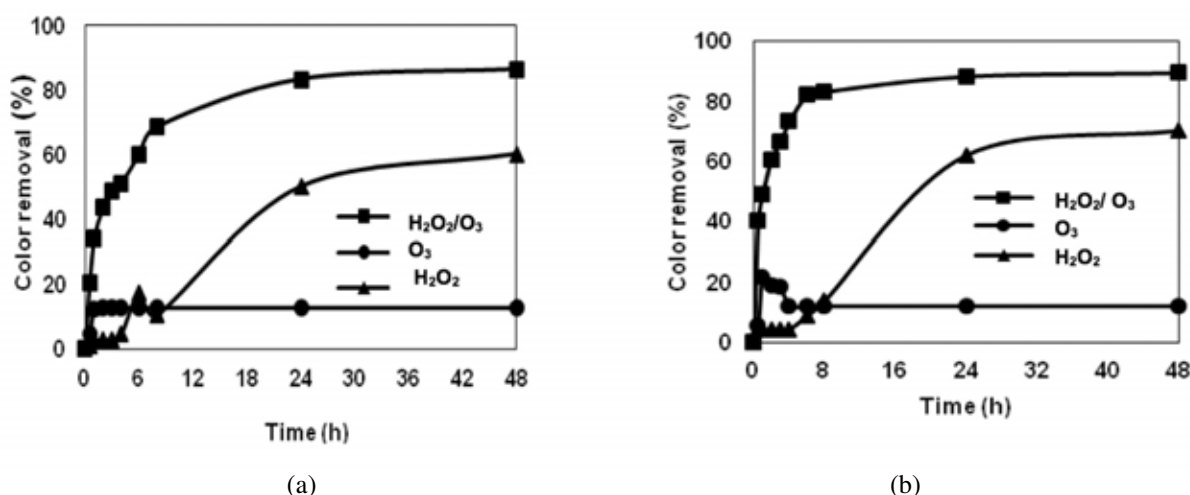 100
80
60
40
20
0
Color removal (%)
H₂O₂/O₃
O₃
H₂O₂
0 6 12 18 24 30 36 42 48
Time (h)
(a)
100
80
60
40
20
0
Color removal (%)
H₂O₂/ O₃
O₃
H₂O₂
0 8 16 24 32 40 48
Time (h)
(b)